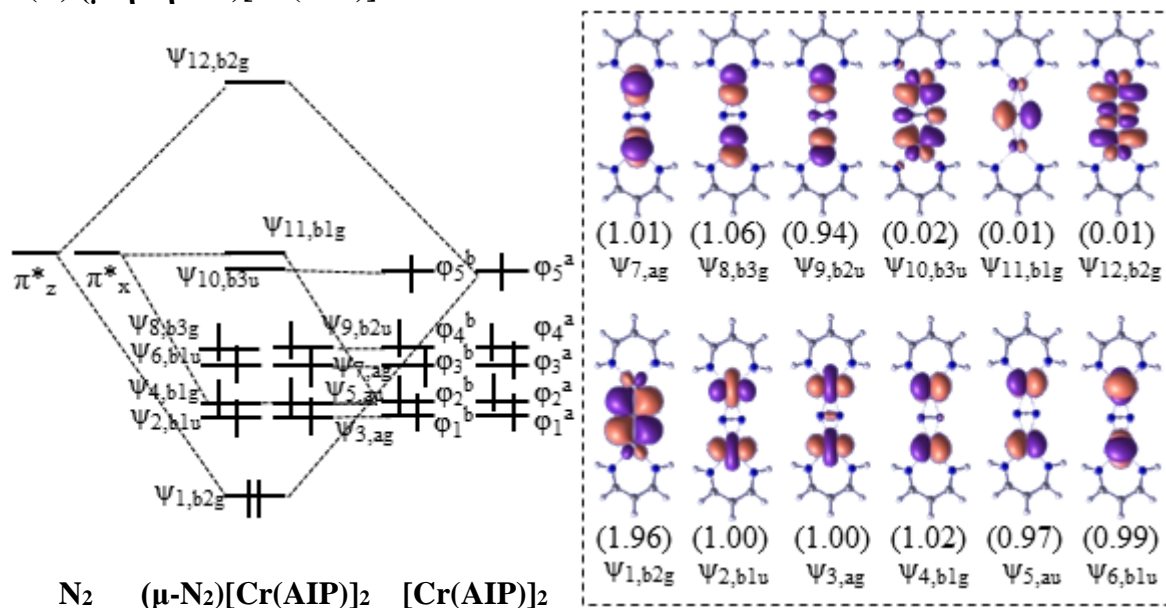 Ψ12,b2g
Ψ11,b1g
π*z π*x Ψ10,b3u φ5b φ5a
Ψ8,b3g Ψ9,b2u φ4b φ4a
Ψ6,b1u Ψ7,ag φ3b φ3a
Ψ4,b1g Ψ5,au φ2b φ2a
Ψ2,b1u Ψ3,ag φ1b φ1a
Ψ1,b2g
N2 (μ-N2)[Cr(AIP)]2 [Cr(AIP)]2
(1.01) (1.06) (0.94) (0.02) (0.01) (0.01)
Ψ7,ag Ψ8,b3g Ψ9,b2u Ψ10,b3u Ψ11,b1g Ψ12,b2g
(1.96) (1.00) (1.00) (1.02) (0.97) (0.99)
Ψ1,b2g Ψ2,b1u Ψ3,ag Ψ4,b1g Ψ5,au Ψ6,b1u